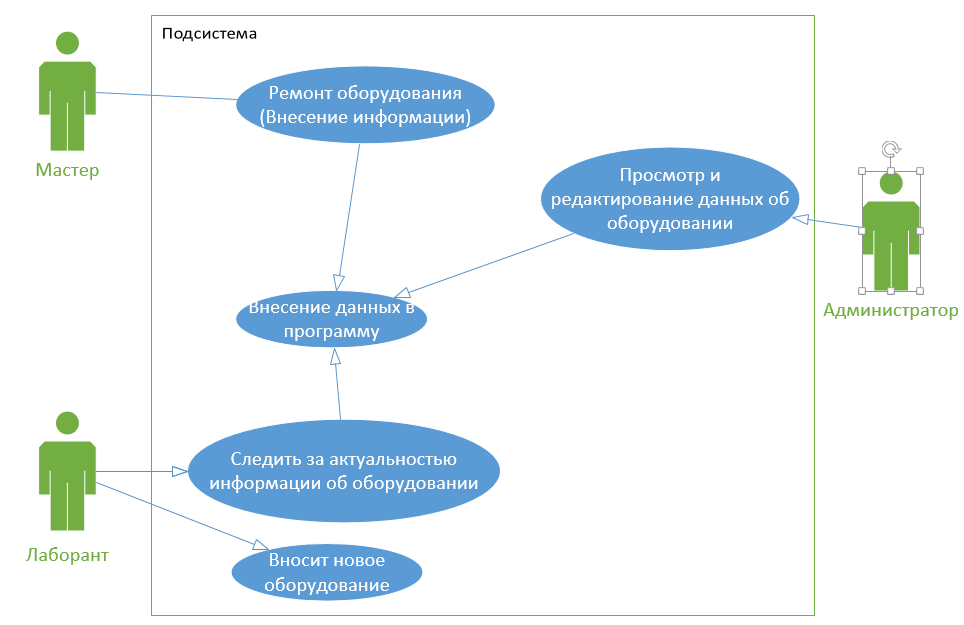 Подсистема
Мастер
Ремонт оборудования
(Внесение информации)
Просмотр и
редактирование данных об
оборудовании
Администратор
Внесение данных в
программу
Лаборант
Следить за актуальностью
информации об оборудовании
Вносит новое
оборудование